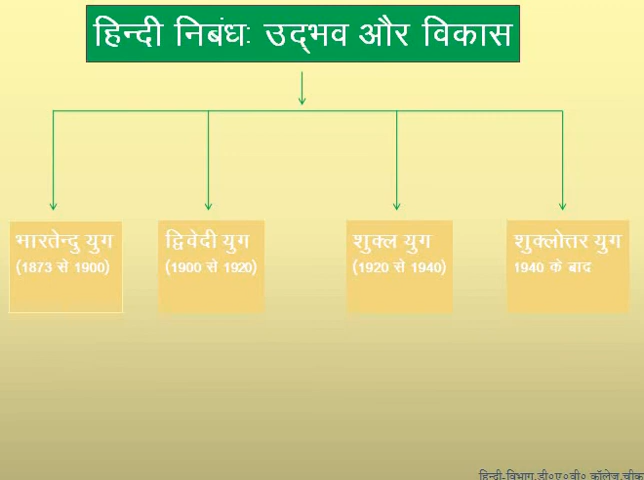 हिन्दी निबंध: उद्भव और विकास
भारतेन्दु युग
(1873 से 1900)
द्विवेदी युग
(1900 से 1920)
शुक्ल युग
(1920 से 1940)
शुक्लोत्तर युग
1940 के बाद
हिन्दी-विभाग,डी०ए०वी० कॉलेज,चीक